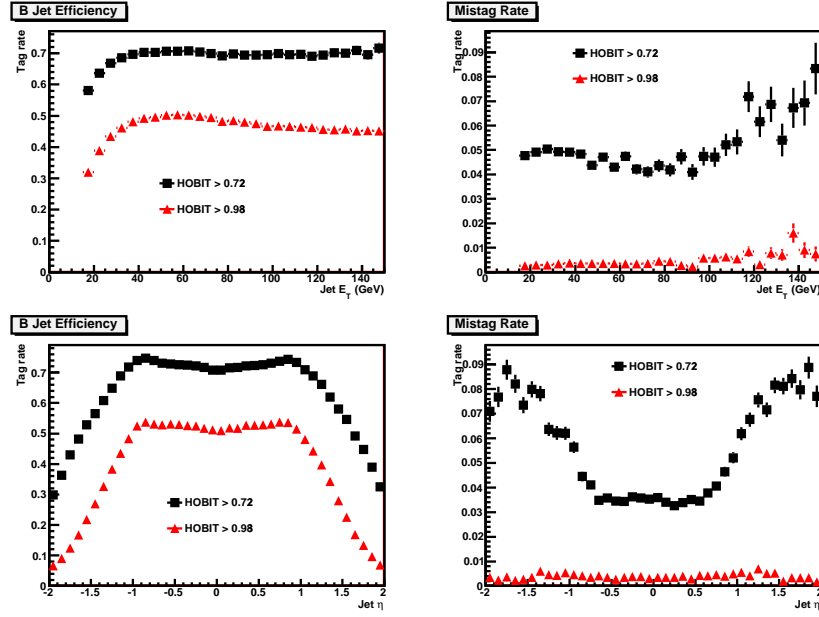 B Jet Efficiency
Tag rate
0.7
0.6
0.5
0.4
0.3
0.2
0.1
0
HOBIT > 0.72
HOBIT > 0.98
0 20 40 60 80 100 120 140
Jet E_T (GeV)
Mistag Rate
Tag rate
0.09
0.08
0.07
0.06
0.05
0.04
0.03
0.02
0.01
0
HOBIT > 0.72
HOBIT > 0.98
0 20 40 60 80 100 120 140
Jet E_T (GeV)
B Jet Efficiency
Tag rate
0.7
0.6
0.5
0.4
0.3
0.2
0.1
0
HOBIT > 0.72
HOBIT > 0.98
-2 -1.5 -1 -0.5 0 0.5 1 1.5 2
Jet η
Mistag Rate
Tag rate
0.09
0.08
0.07
0.06
0.05
0.04
0.03
0.02
0.01
0
HOBIT > 0.72
HOBIT > 0.98
-2 -1.5 -1 -0.5 0 0.5 1 1.5 2
Jet η